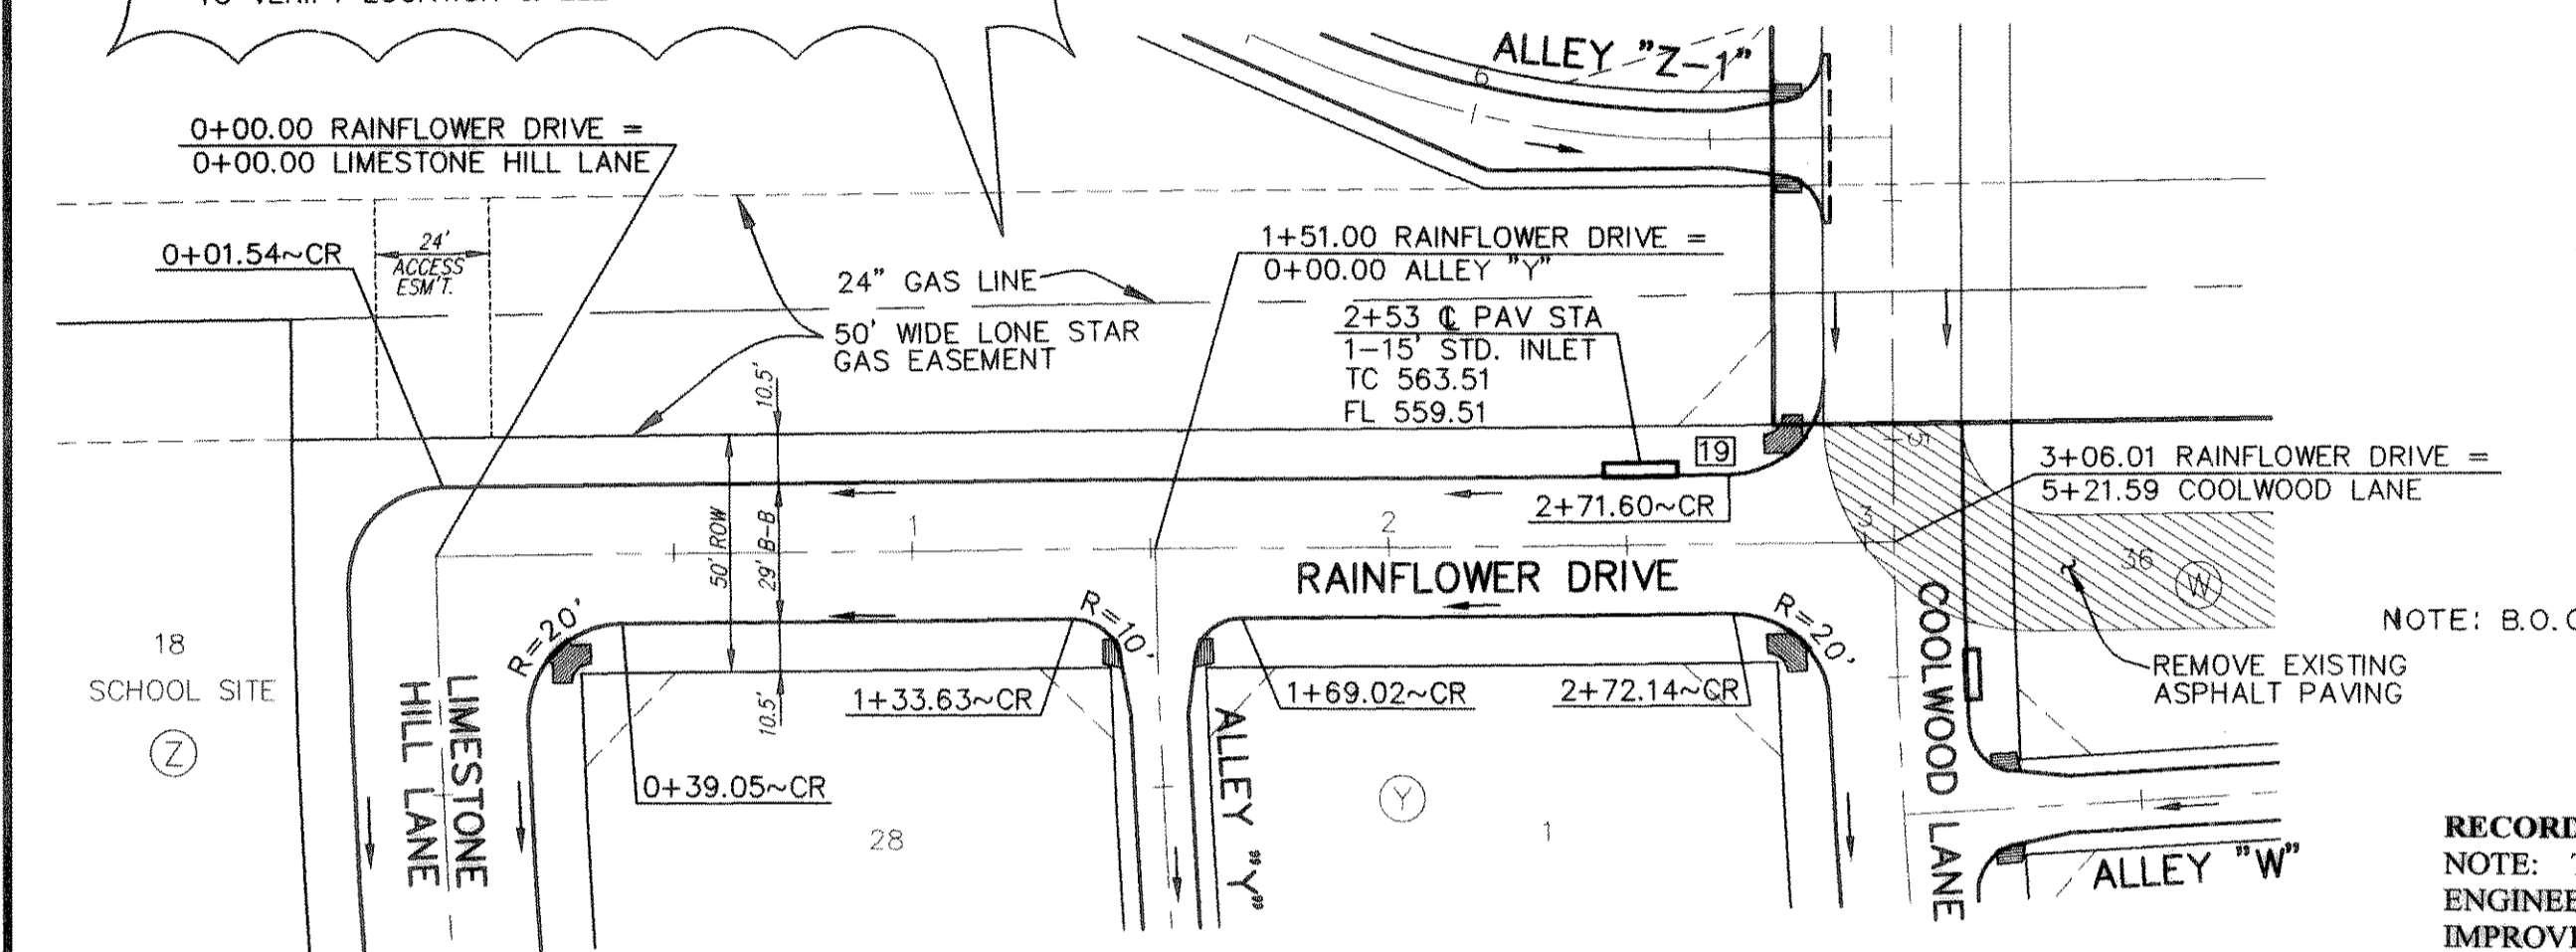 ALLEY "Z-1"
6
0+00.00 RAINFLOWER DRIVE =
0+00.00 LIMESTONE HILL LANE
0+01.54~CR
24'
ACCESS
ESM'T.
24" GAS LINE
50' WIDE LONE STAR
GAS EASEMENT
1+51.00 RAINFLOWER DRIVE =
0+00.00 ALLEY "Y"
2+53 ℄ PAV STA
1-15' STD. INLET
TC 563.51
FL 559.51
10.5'
19
5
3+06.01 RAINFLOWER DRIVE =
5+21.59 COOLWOOD LANE
2+71.60~CR
50' ROW
29' B-B
1
2
3
RAINFLOWER DRIVE
36
W
NOTE: B.O.C
R=20'
R=10'
R=20'
18
SCHOOL SITE
Z
LIMESTONE
HILL LANE
10.5'
1+33.63~CR
1+69.02~CR
2+72.14~CR
REMOVE EXISTING
ASPHALT PAVING
0+39.05~CR
28
ALLEY "Y"
Y
1
COOLWOOD LANE
ALLEY "W"
RECORD
NOTE:
ENGINEE
IMPROVE